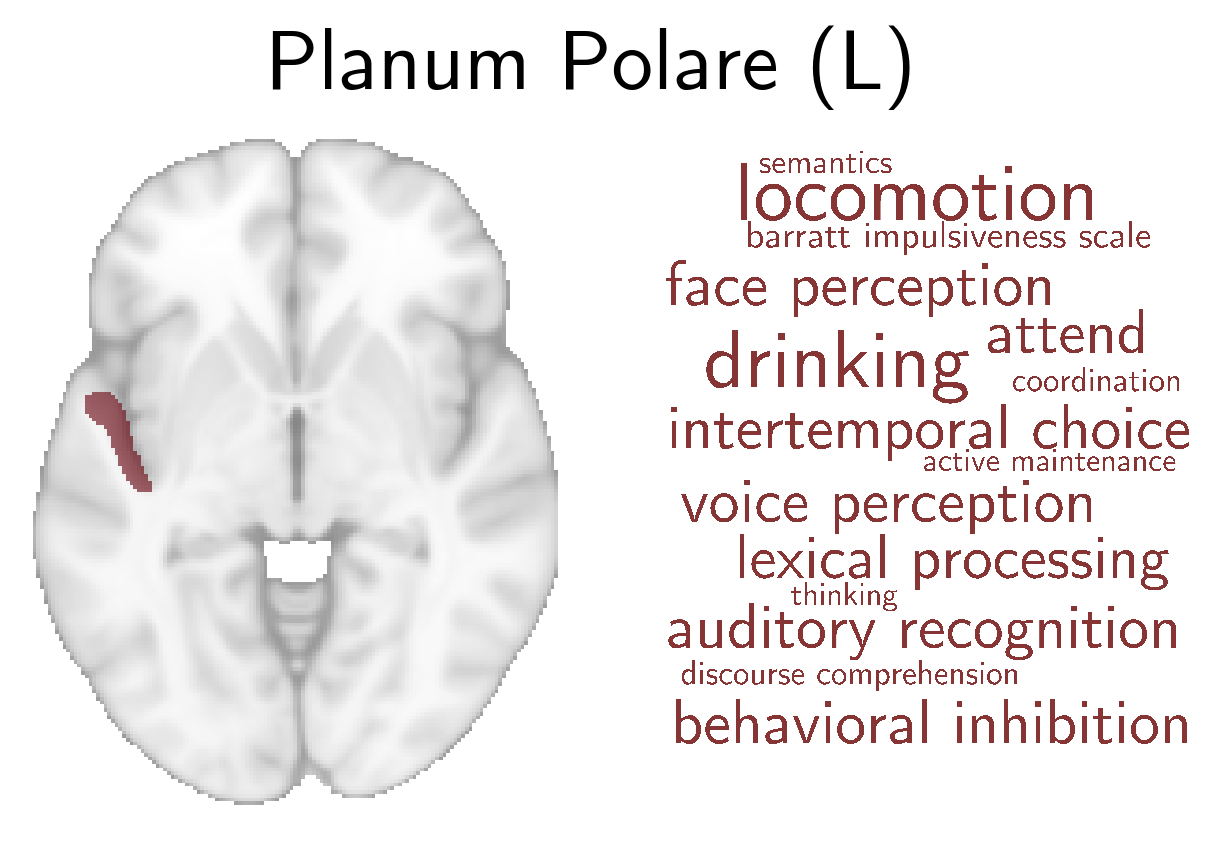 Planum Polare (L)
semantics
locomotion
barratt impulsiveness scale
face perception
attend
drinking
coordination
intertemporal choice
active maintenance
voice perception
lexical processing
thinking
auditory recognition
discourse comprehension
behavioral inhibition